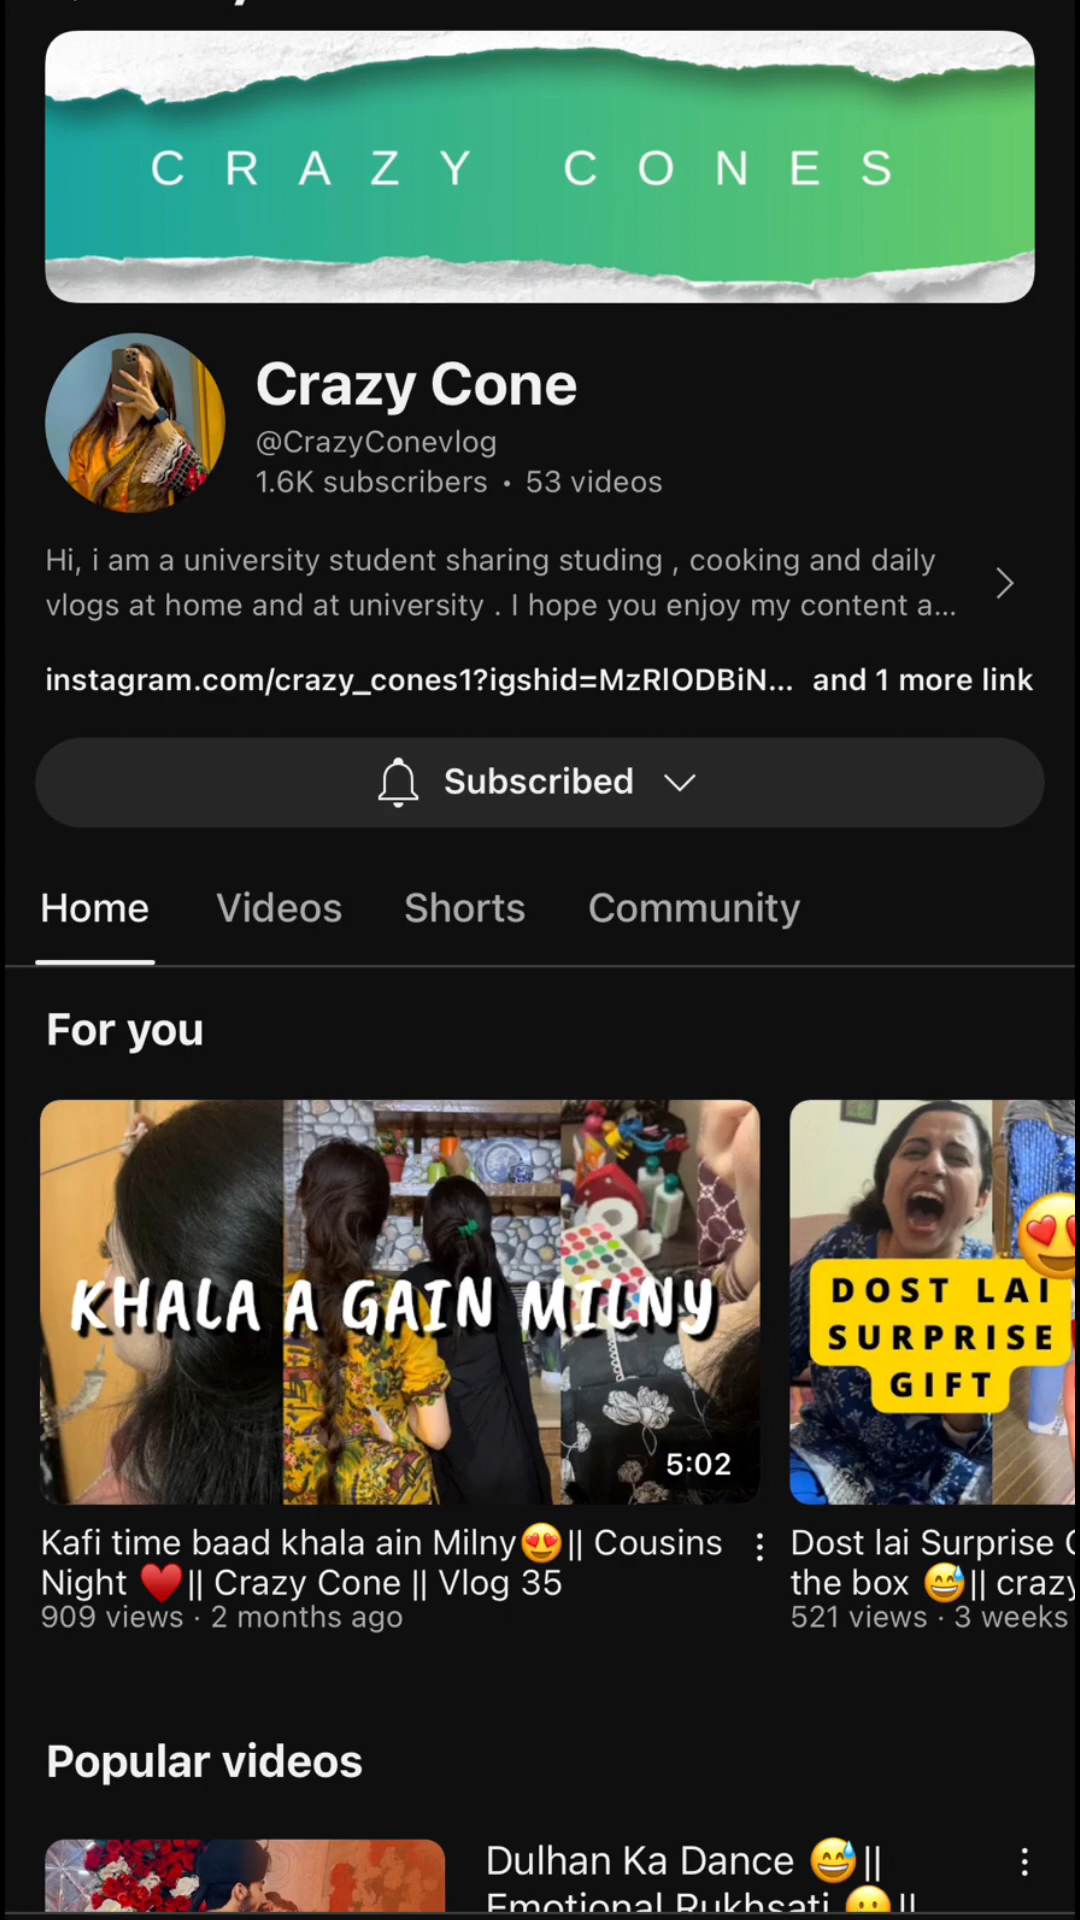 CRAZY CONES
Crazy Cone
@CrazyConevlog
1.6K subscribers • 53 videos
Hi, i am a university student sharing studing , cooking and daily
vlogs at home and at university . I hope you enjoy my content a...
instagram.com/crazy_cones1?igshid=MzRlODBiN... and 1 more link
Subscribed
Home Videos Shorts Community
For you
KHALA A GAIN MILNY
5:02
DOST LAI
SURPRISE
GIFT
Kafi time baad khala ain Milny😍|| Cousins
Night ♥️|| Crazy Cone || Vlog 35
909 views · 2 months ago
Dost lai Surprise
the box 😅|| crazy
521 views · 3 weeks
Popular videos
Dulhan Ka Dance 😅||
Emotional Rukhsati 🙁||